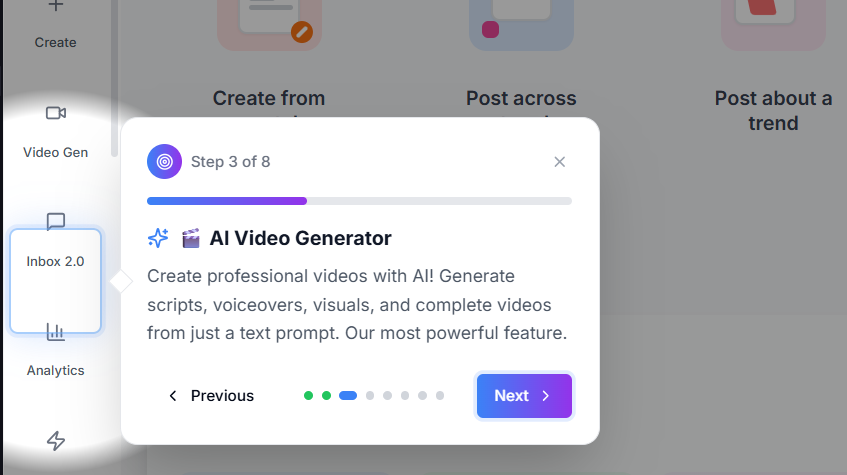 Create
Video Gen
Inbox 2.0
Analytics
Create from
Post across
Post about a
trend
Step 3 of 8
AI Video Generator
Create professional videos with AI! Generate
scripts, voiceovers, visuals, and complete videos
from just a text prompt. Our most powerful feature.
Previous
Next